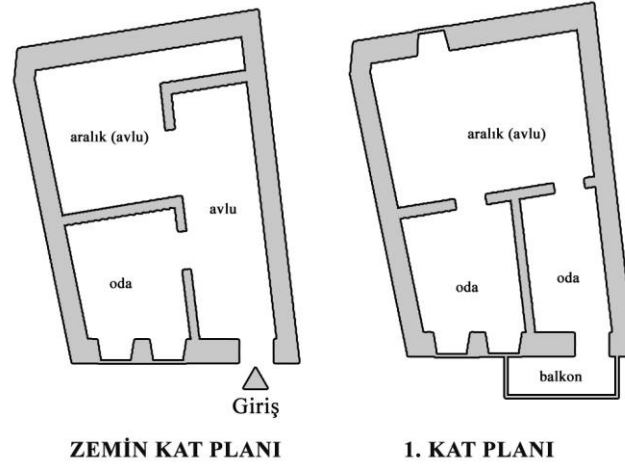 aralık (avlu)
avlu
oda
Giriş
ZEMİN KAT PLANI
aralık (avlu)
oda
oda
balkon
1. KAT PLANI